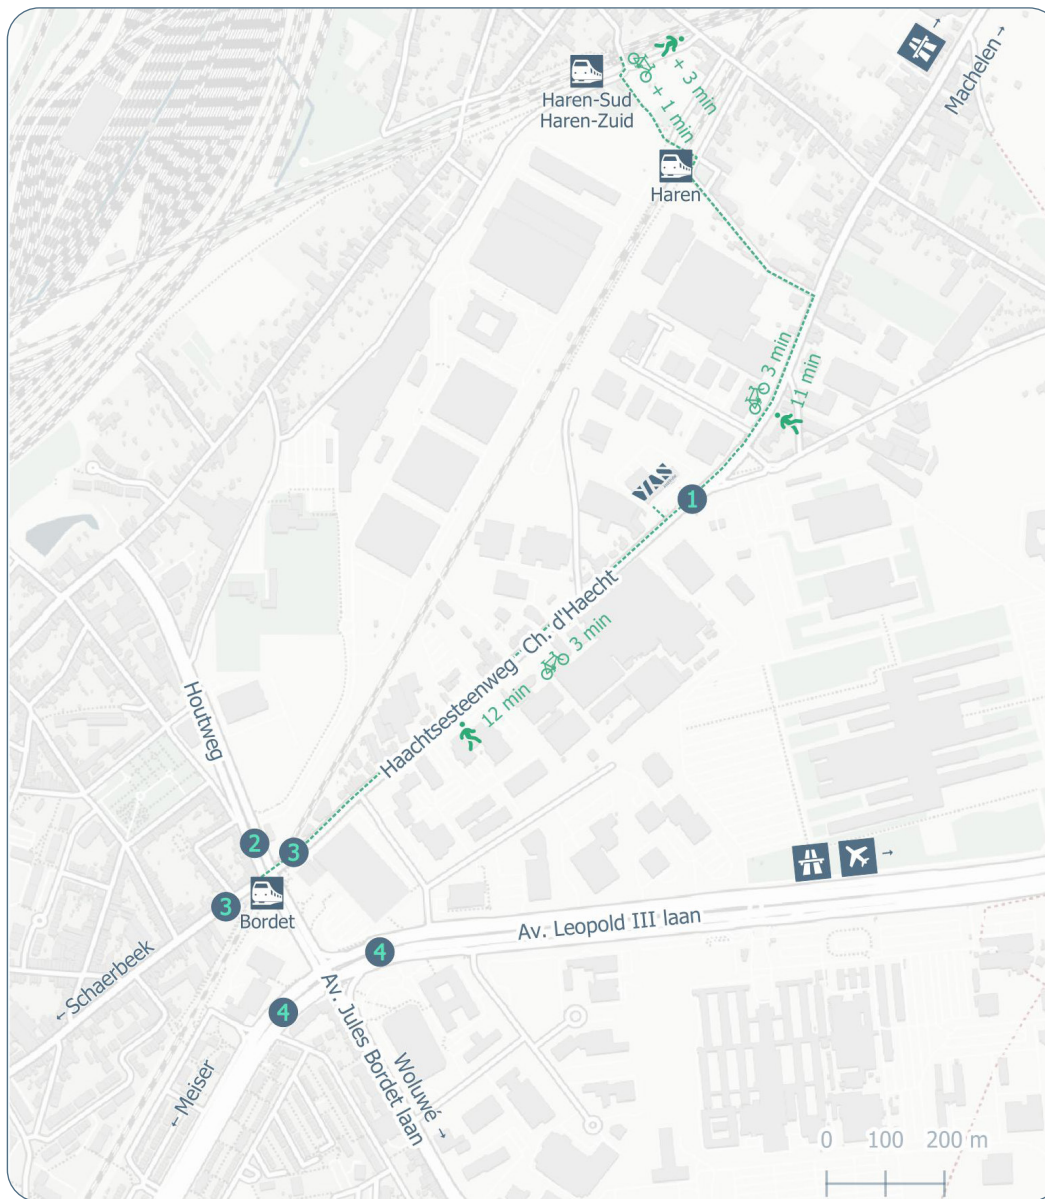 Machelen →
→
+ 3 min
+ 1 min
Haren-Sud
Haren-Zuid
Haren
3 min
11 min
VIAS
1
Haachtsesteenweg Ch. d'Haecht
3 min
12 min
Houtweg
2
3
3
Bordet
→
Av. Leopold III laan
4
4
← Schaerbeek
← Meiser
Av. Jules Bordet laan
Woluwé →
0 100 200 m